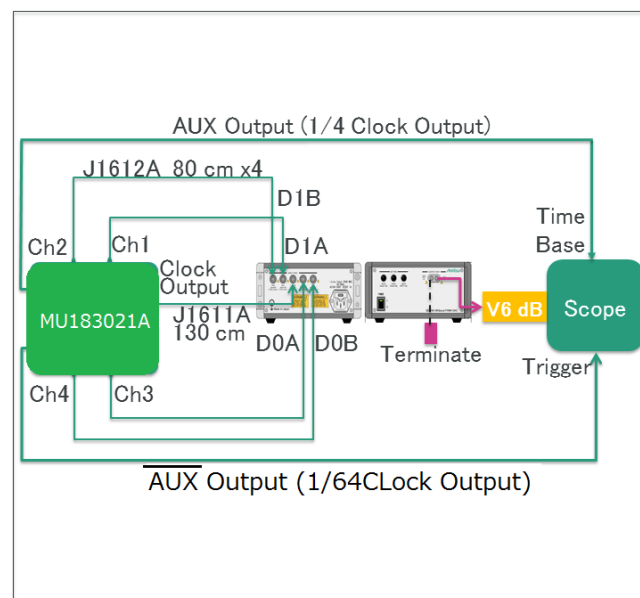 AUX Output (1/4 Clock Output)
J1612A 80 cm x4
D1B
Ch2
Ch1
D1A
Time
Base
Clock
Output
MU183021A
J1611A
130 cm
V6 dB
Scope
D0A
D0B
Terminate
Trigger
Ch4
Ch3
AUX Output (1/64CLock Output)